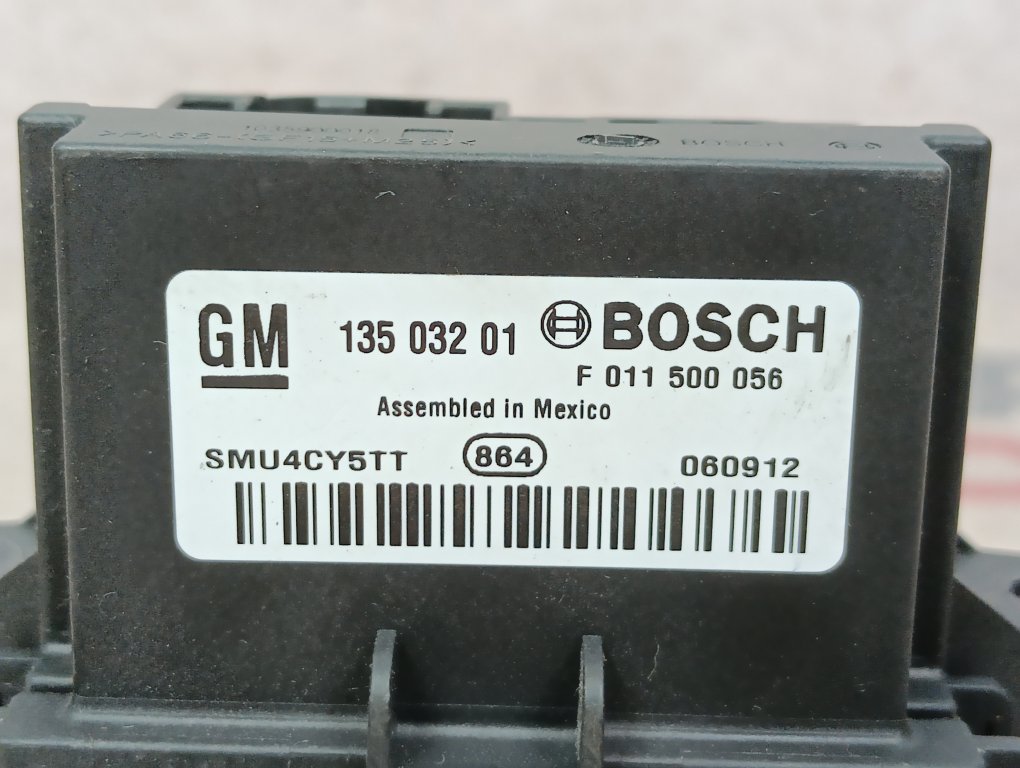 BOSCH
GM 135 032 01 BOSCH
F 011 500 056
Assembled in Mexico
SMU4CY5TT 864 060912